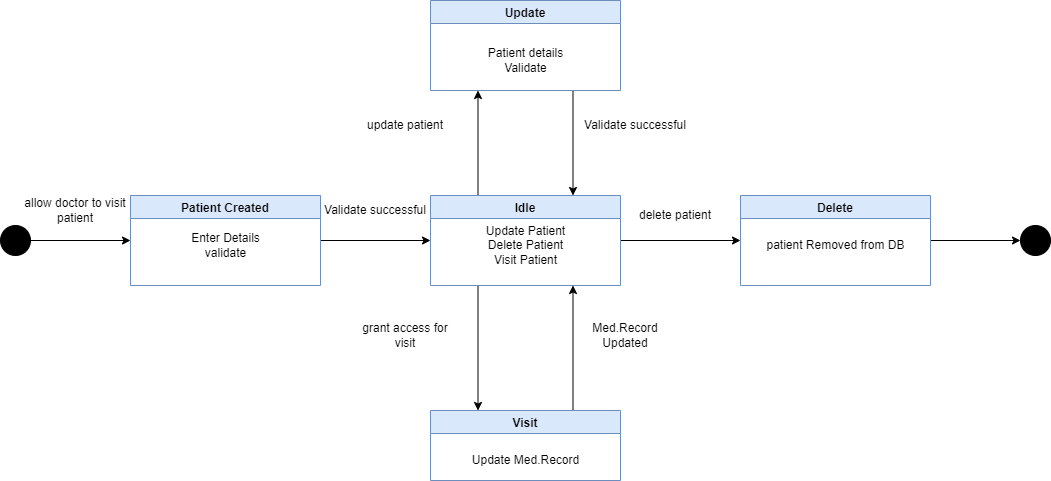 Update
Patient details
Validate
update patient
Validate successful
allow doctor to visit
patient
Patient Created
Enter Details
validate
Validate successful
Idle
Update Patient
Delete Patient
Visit Patient
delete patient
Delete
patient Removed from DB
grant access for
visit
Med.Record
Updated
Visit
Update Med.Record